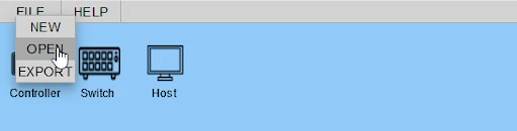 FILE HELP
NEW
OPEN
EXPORT
Controller Switch Host